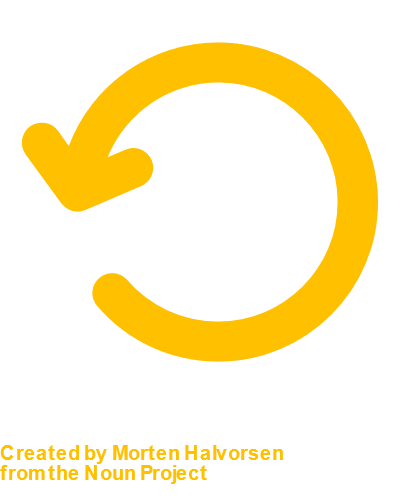 Created by Morten Halvorsen
from the Noun Project